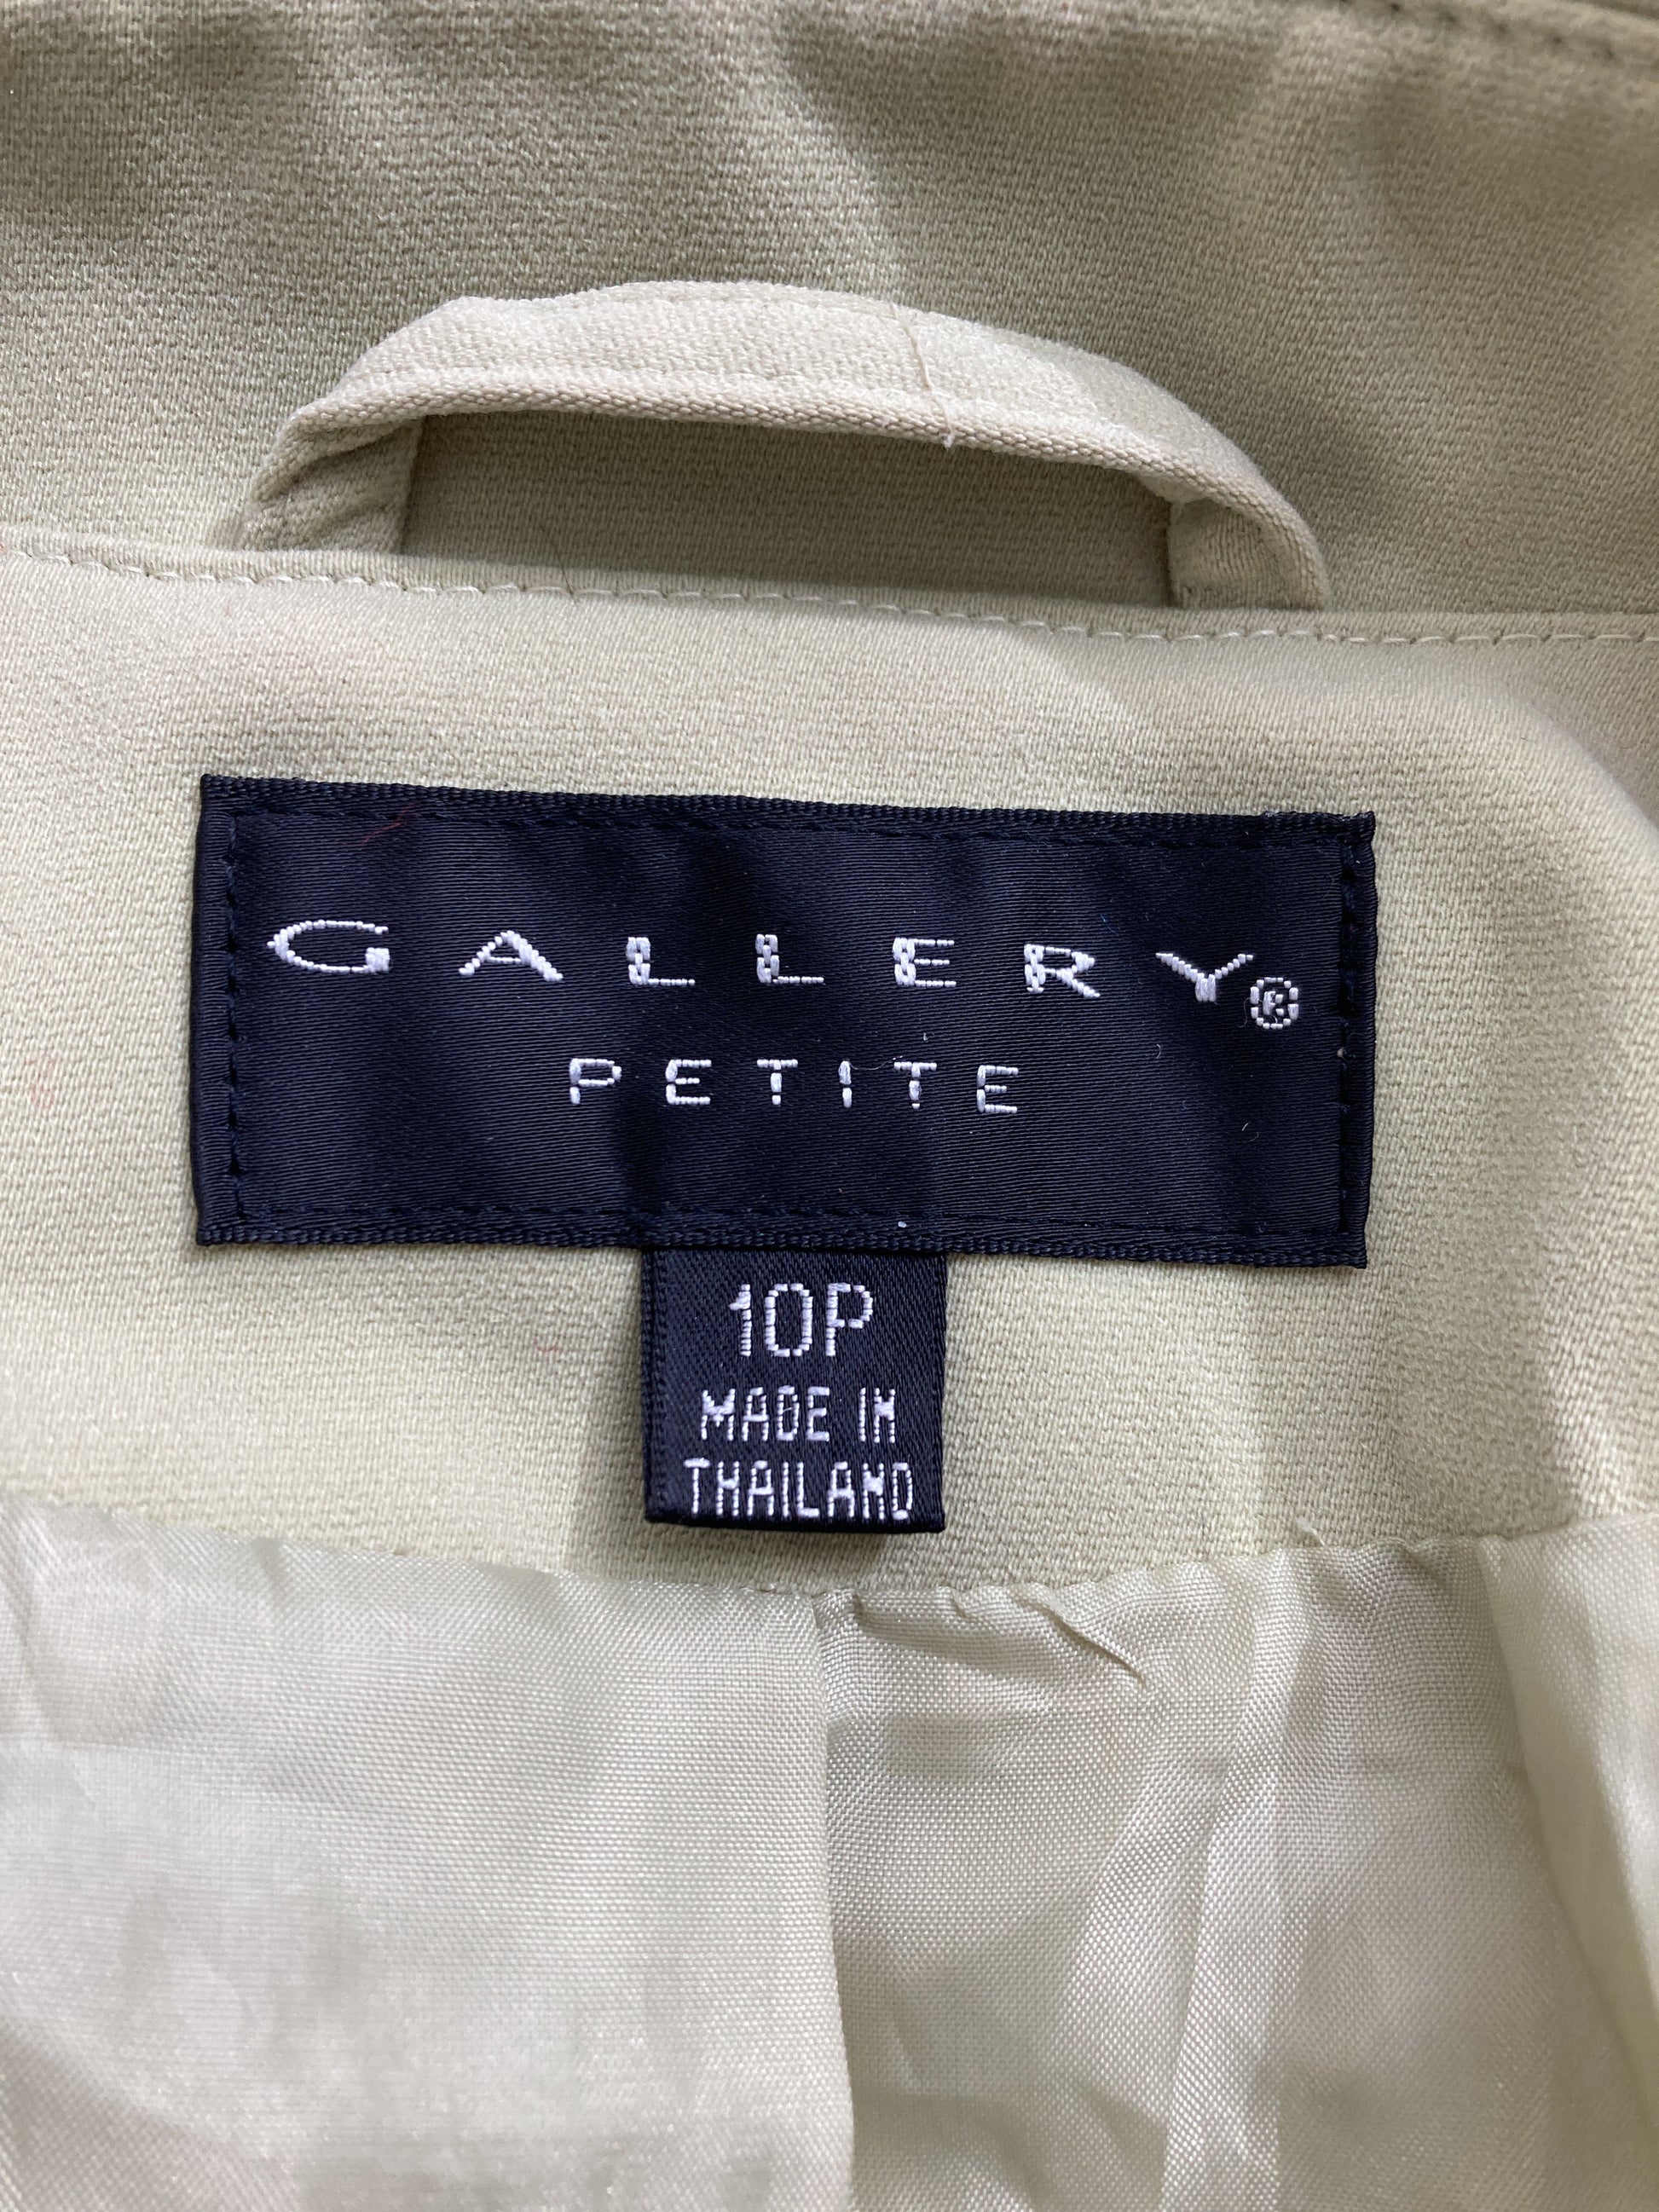 GALLERY®
PETITE
10P
MADE IN
THAILAND